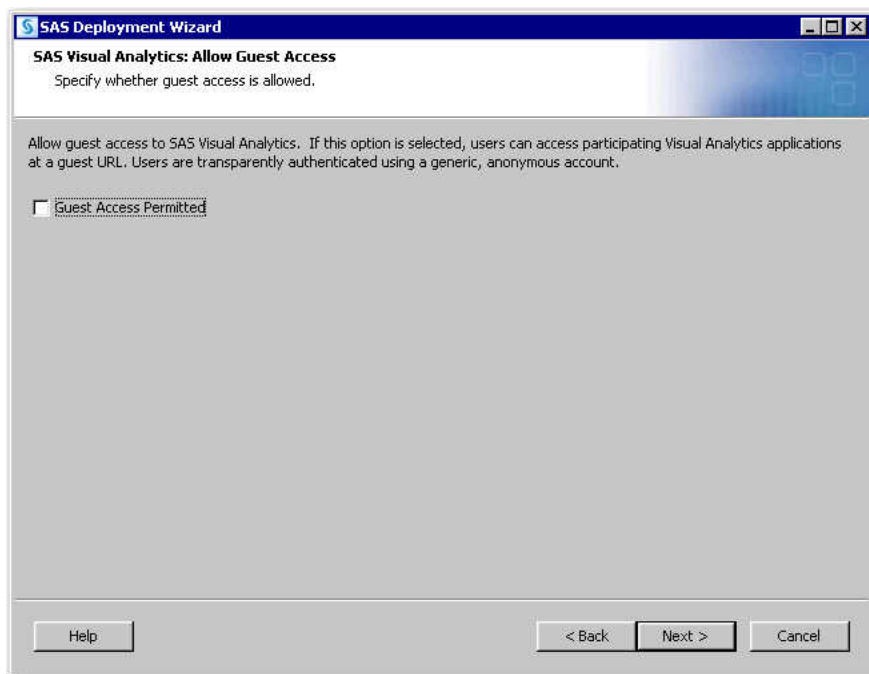 SAS Deployment Wizard
SAS Visual Analytics: Allow Guest Access
Specify whether guest access is allowed.
Allow guest access to SAS Visual Analytics. If this option is selected, users can access participating Visual Analytics applications
at a guest URL. Users are transparently authenticated using a generic, anonymous account.
Guest Access Permitted
Help
< Back
Next >
Cancel